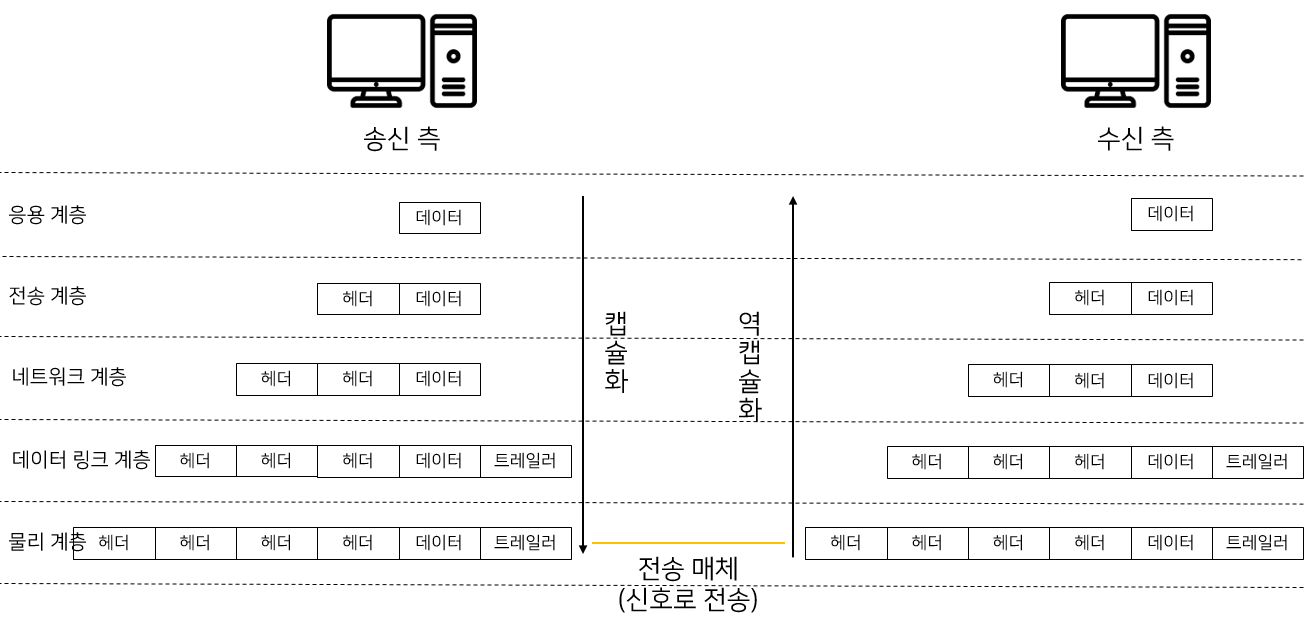 송신 측
수신 측
응용 계층
데이터
데이터
전송 계층
헤더 데이터
헤더 데이터
캡슐화
역캡슐화
네트워크 계층
헤더 헤더 데이터
헤더 헤더 데이터
데이터 링크 계층
헤더 헤더 헤더 데이터 트레일러
헤더 헤더 헤더 데이터 트레일러
물리 계층
헤더 헤더 헤더 헤더 데이터 트레일러
헤더 헤더 헤더 헤더 데이터 트레일러
전송 매체
(신호로 전송)